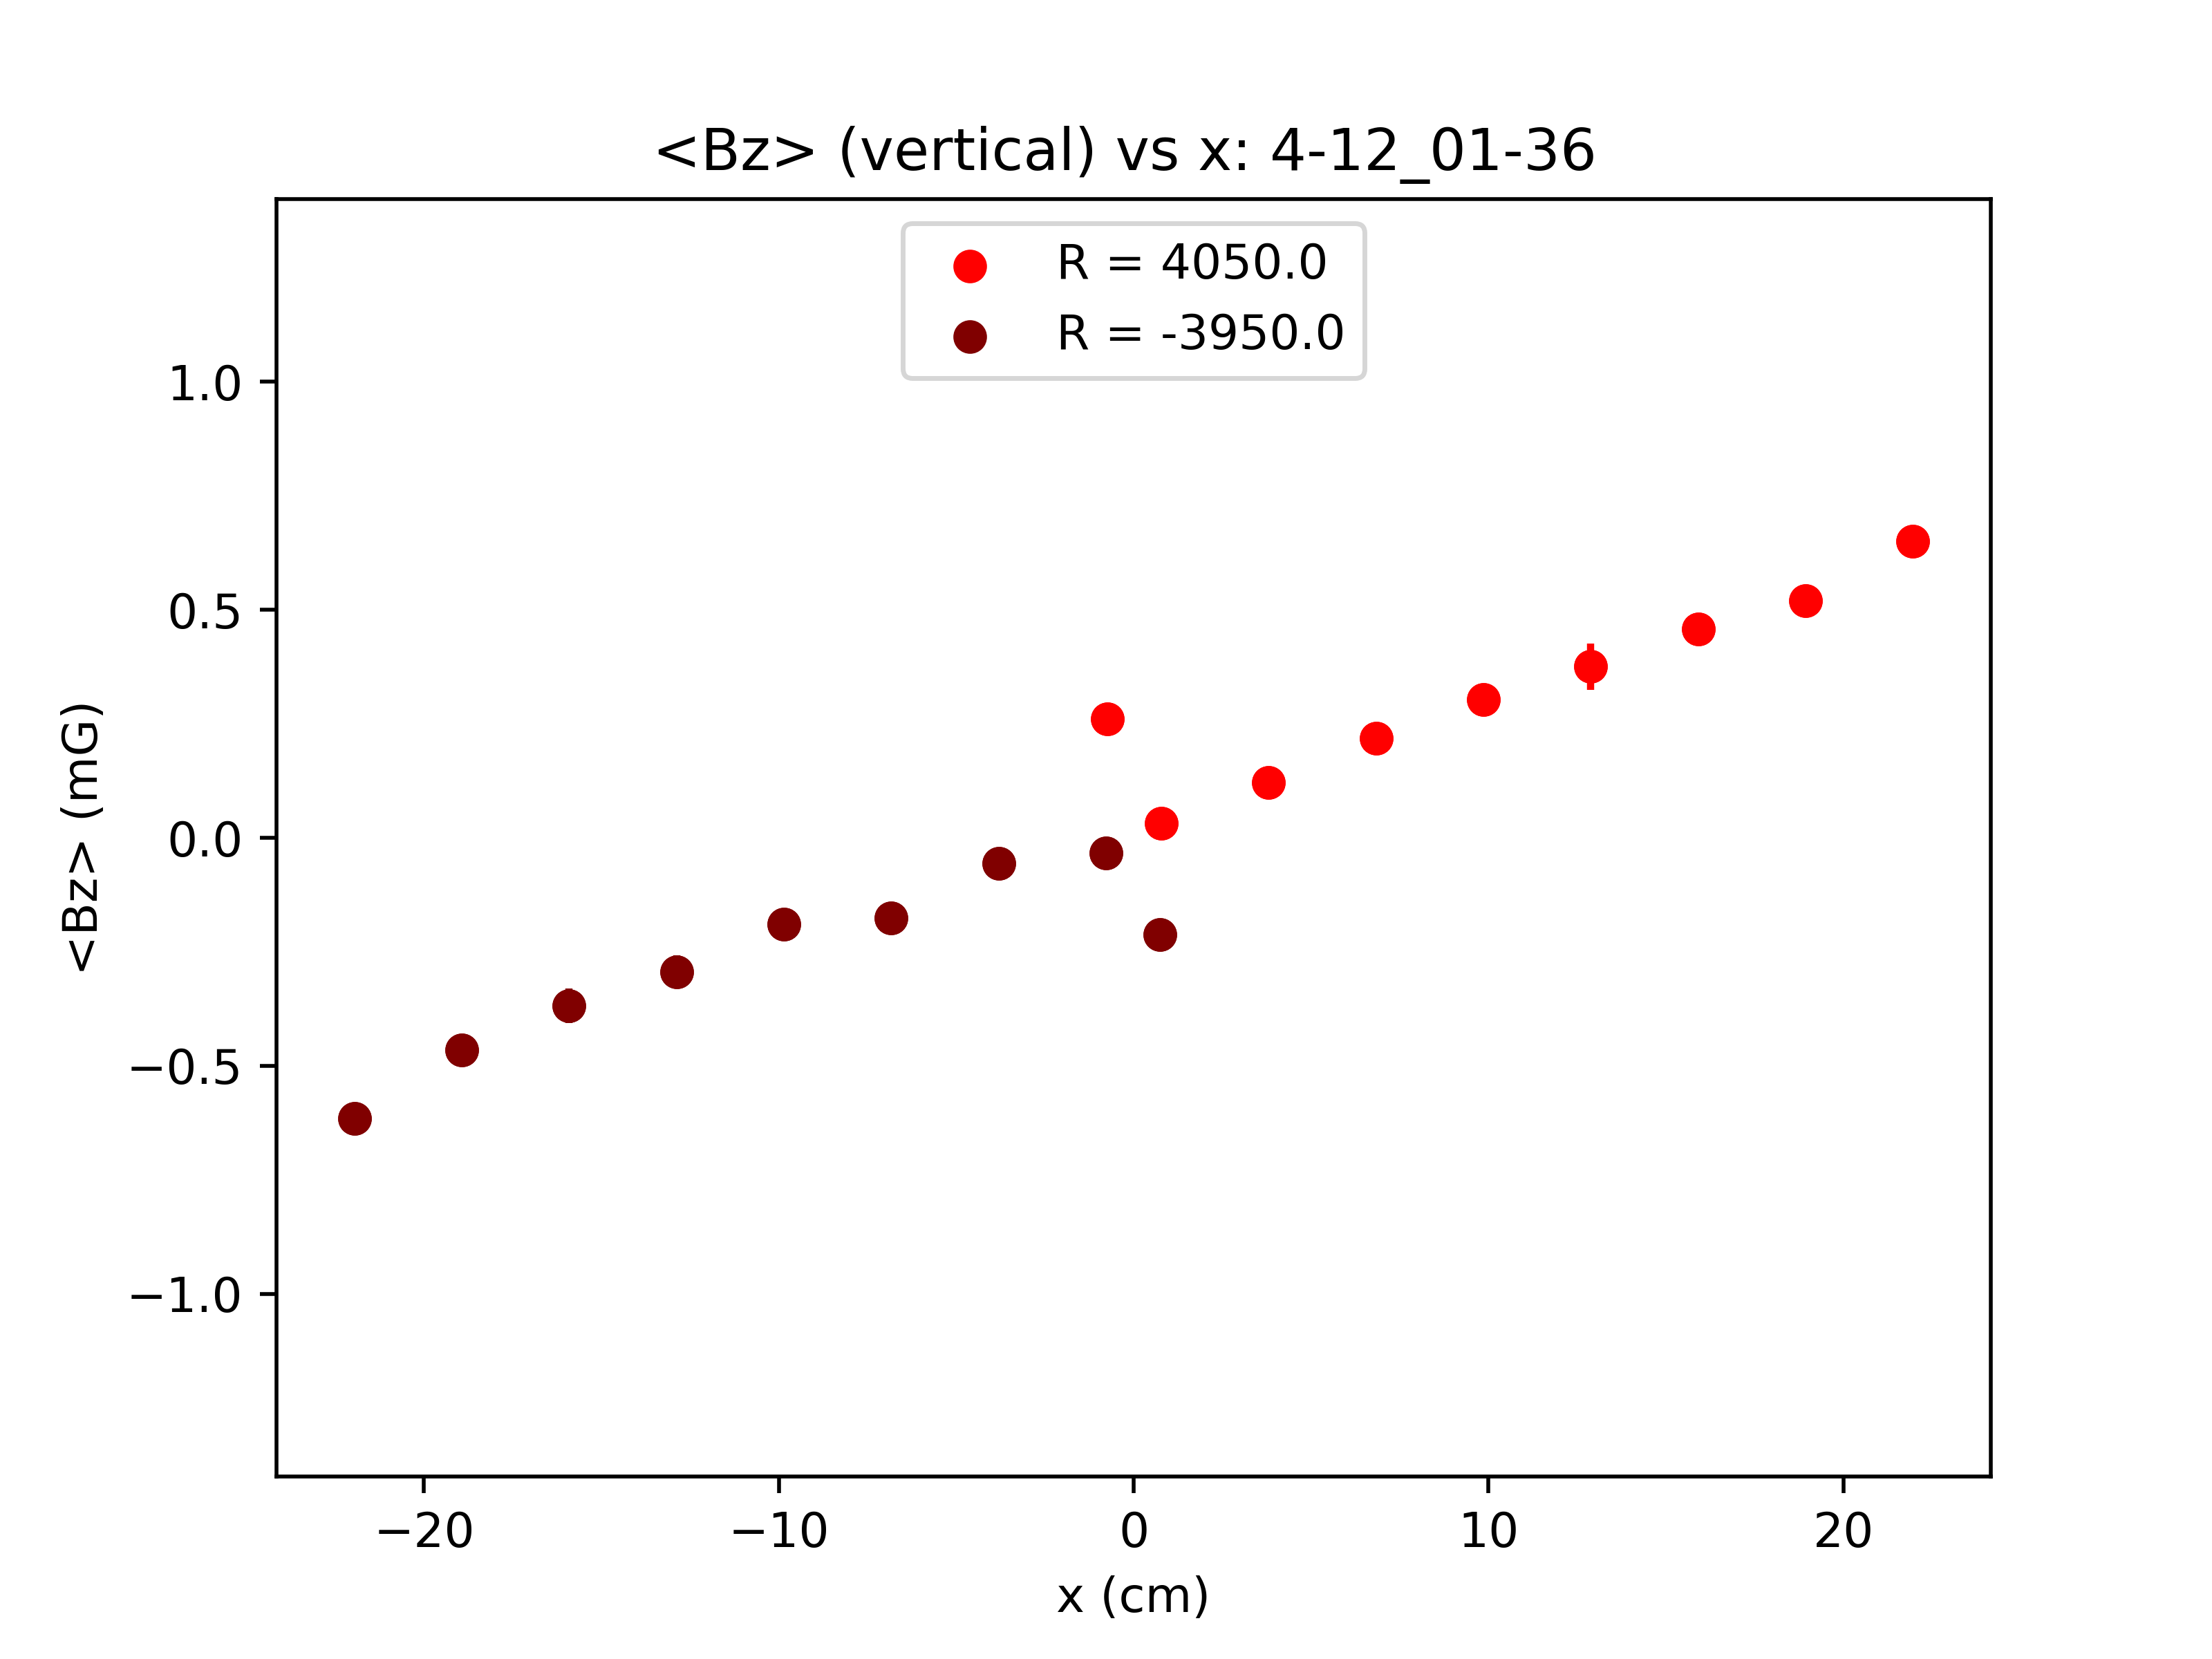 <Bz> (vertical) vs x: 4-12_01-36
R = 4050.0
R = -3950.0
1.0
0.5
0.0
−0.5
−1.0
<Bz> (mG)
−20
−10
0
10
20
x (cm)